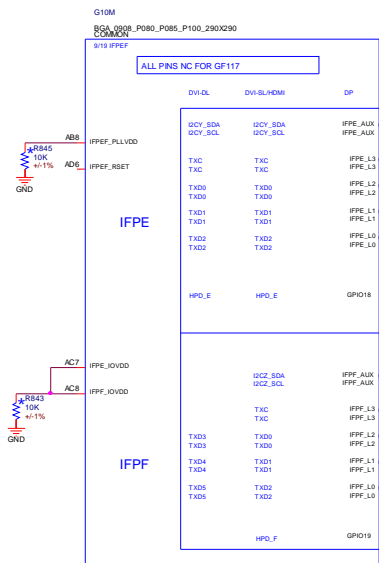 G10M
BGA_0908_P080_P085_P100_290X290
COMMON
9/19 IFPEF
ALL PINS NC FOR GF117
DVI-DL DVI-SL/HDMI DP
I2CY_SDA I2CY_SDA IFPE_AUX
I2CY_SCL I2CY_SCL IFPE_AUX
AB8 IFPEF_PLLVDD
*R845
10K
+/-1%
GND
AD6 IFPEF_RSET
TXC TXC IFPE_L3
TXC TXC IFPE_L3
TXD0 TXD0 IFPE_L2
TXD0 TXD0 IFPE_L2
IFPE
TXD1 TXD1 IFPE_L1
TXD1 TXD1 IFPE_L1
TXD2 TXD2 IFPE_L0
TXD2 TXD2 IFPE_L0
HPD_E HPD_E GPIO18
AC7 IFPE_IOVDD
AC8 IFPF_IOVDD
*R843
10K
+/-1%
GND
I2CZ_SDA IFPF_AUX
I2CZ_SCL IFPF_AUX
TXC IFPF_L3
TXC IFPF_L3
TXD3 TXD0 IFPF_L2
TXD3 TXD0 IFPF_L2
IFPF
TXD4 TXD1 IFPF_L1
TXD4 TXD1 IFPF_L1
TXD5 TXD2 IFPF_L0
TXD5 TXD2 IFPF_L0
HPD_F GPIO19